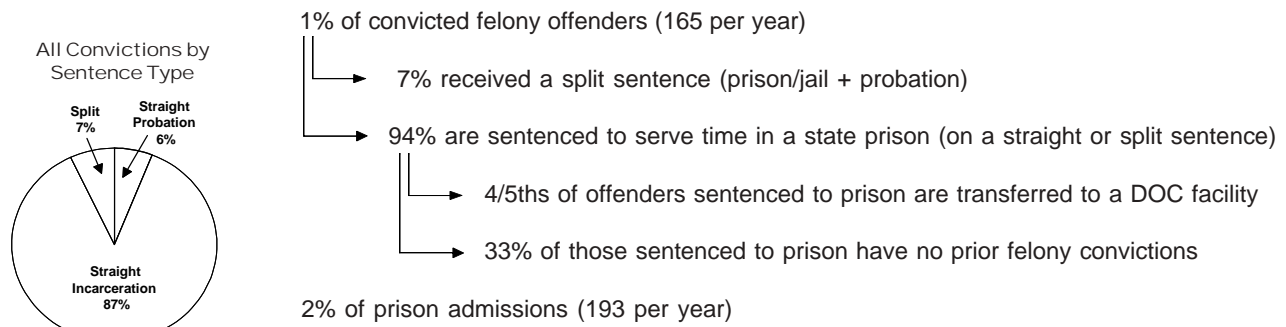 All Convictions by
Sentence Type
Split
7%
Straight
Probation
6%
Straight
Incarceration
87%
1% of convicted felony offenders (165 per year)
7% received a split sentence (prison/jail + probation)
94% are sentenced to serve time in a state prison (on a straight or split sentence)
4/5ths of offenders sentenced to prison are transferred to a DOC facility
33% of those sentenced to prison have no prior felony convictions
2% of prison admissions (193 per year)